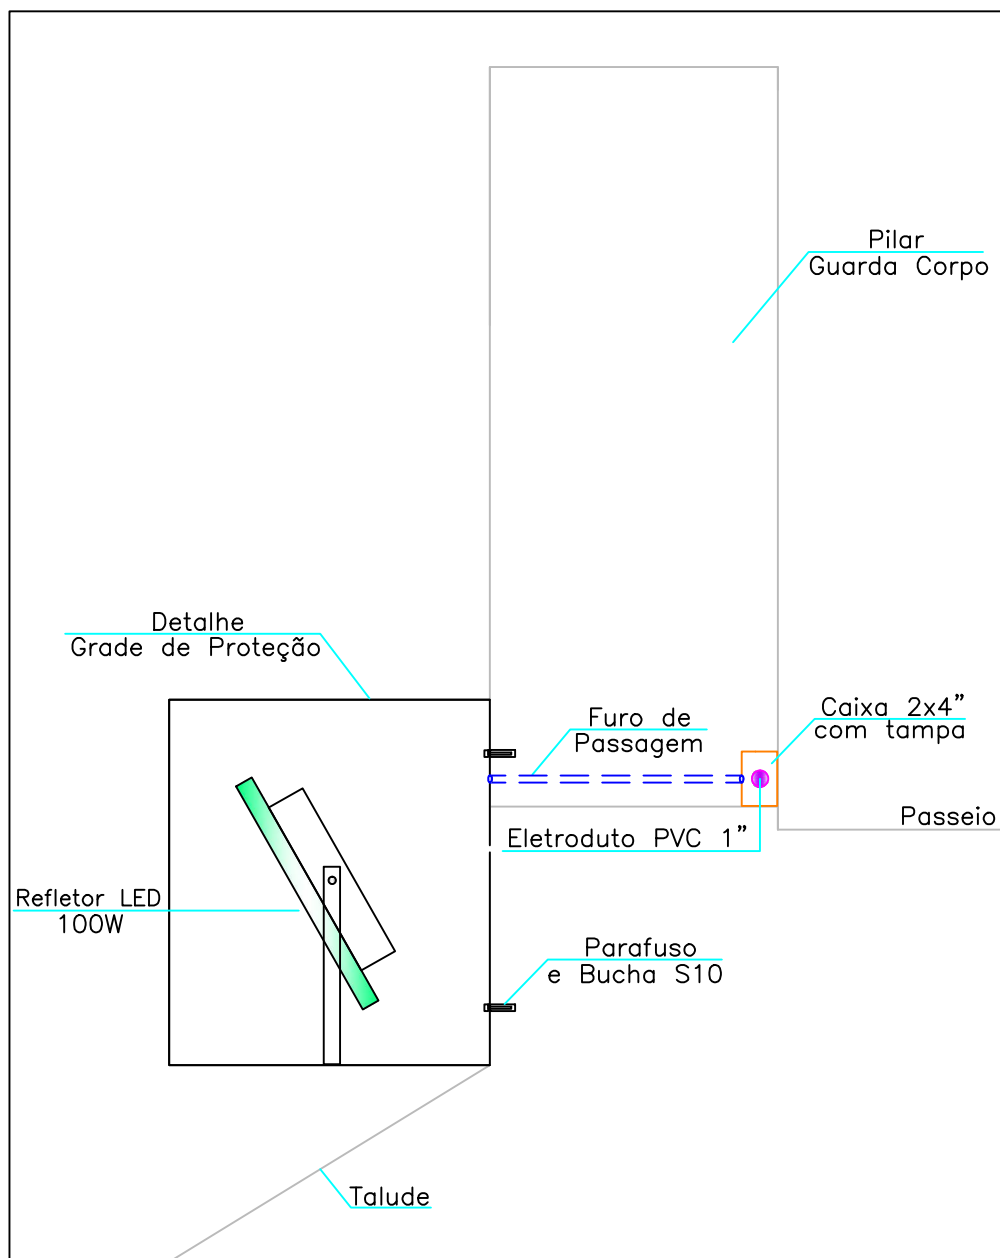 Pilar
Guarda Corpo
Detalhe
Grade de Proteção
Furo de
Passagem
Caixa 2x4”
com tampa
Passeio
Eletroduto PVC 1”
Refletor LED
100W
Parafuso
e Bucha S10
Talude